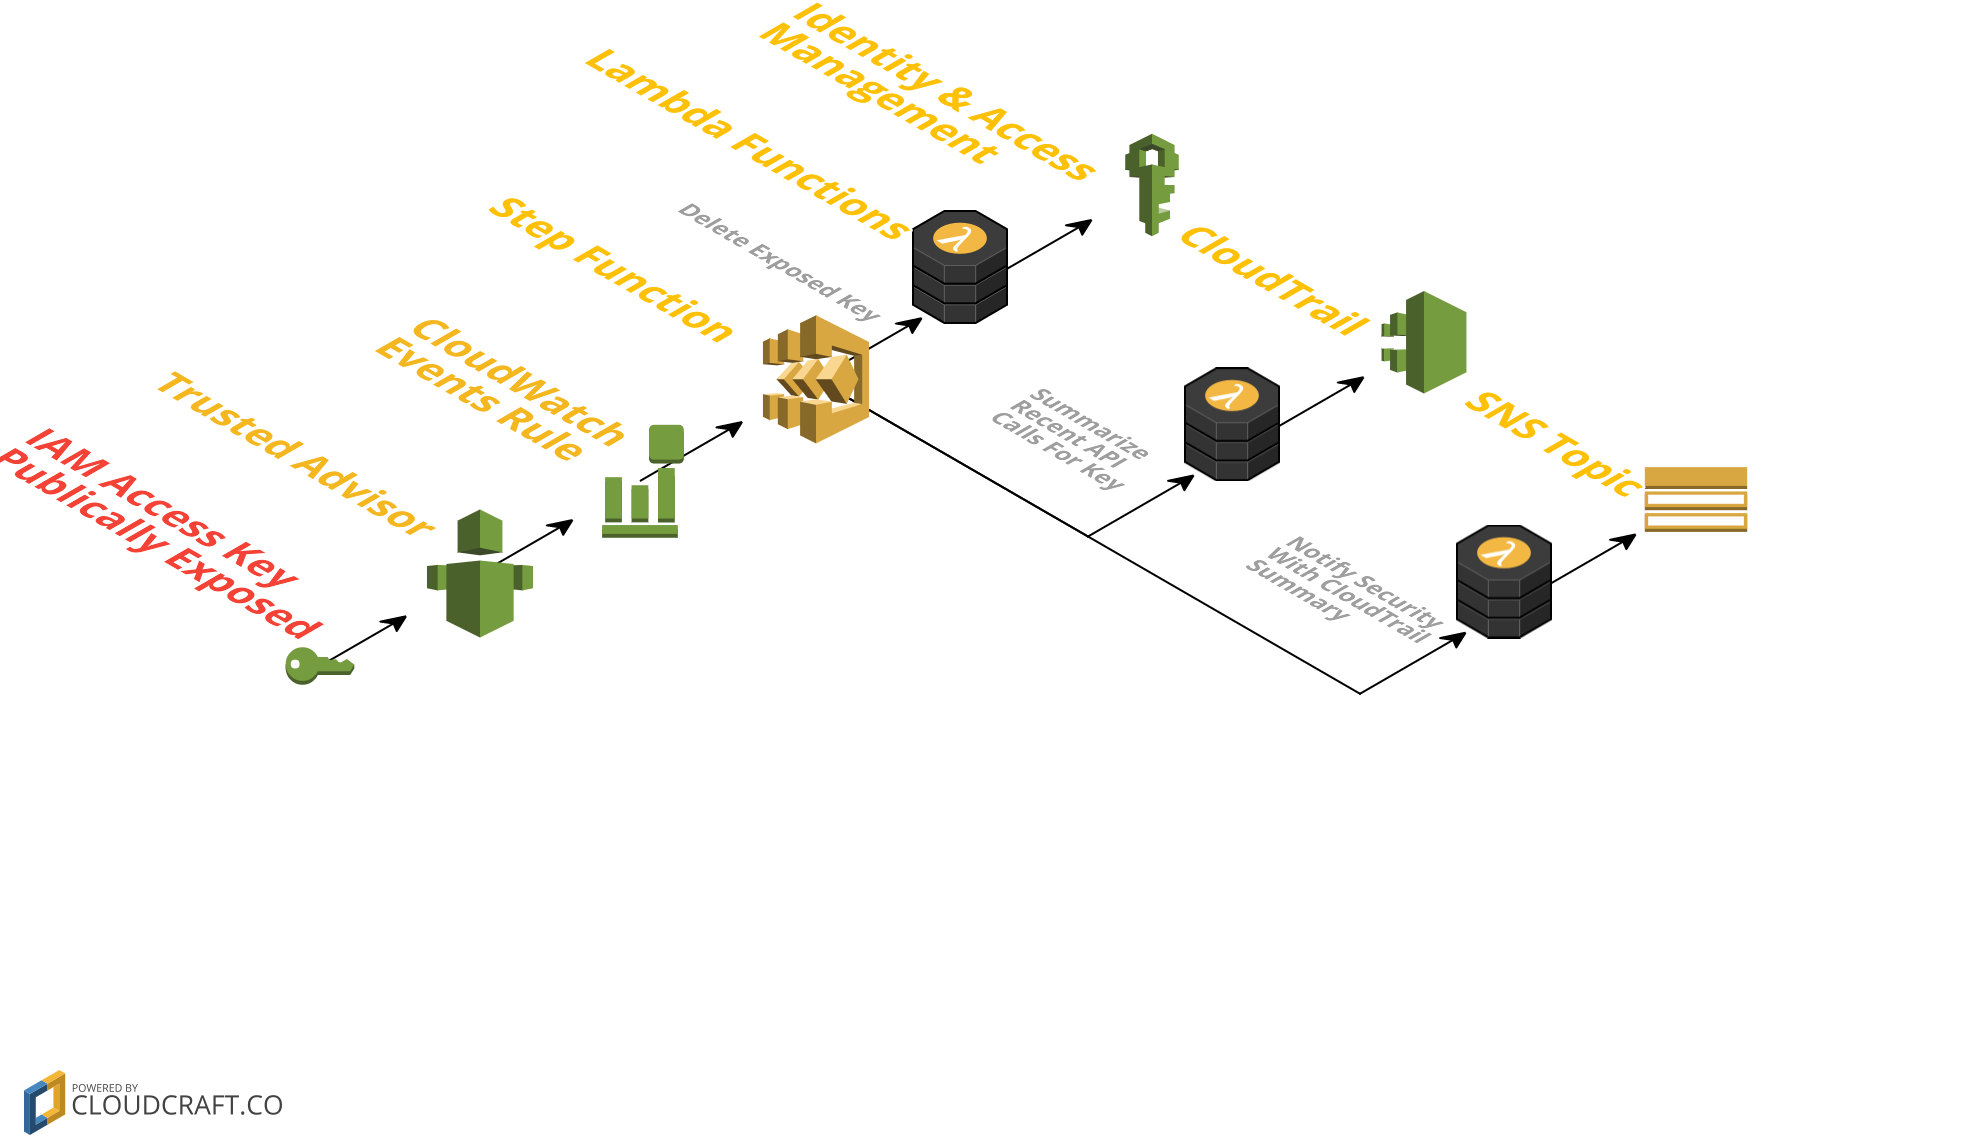 Identity & Access
Management
Lambda Functions
Step Function
Delete Exposed Key
CloudTrail
CloudWatch
Events Rule
Trusted Advisor
Summarize
Recent API
Calls For Key
SNS Topic
IAM Access Key
Publically Exposed
Notify Security
With CloudTrail
Summary
POWERED BY
CLOUDCRAFT.CO